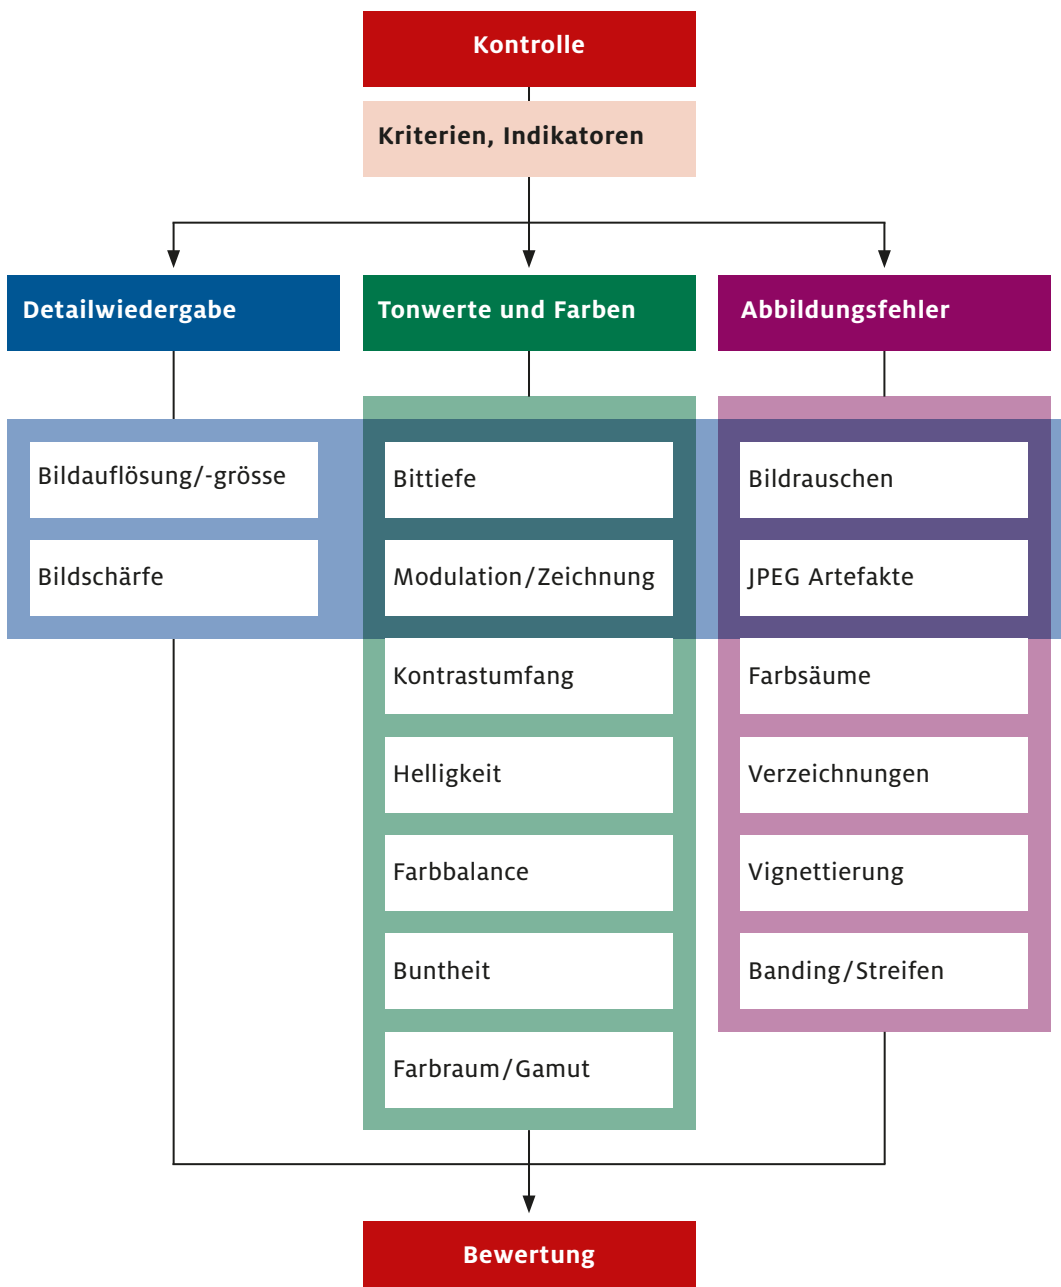 Kontrolle
Kriterien, Indikatoren
Detailwiedergabe
Tonwerte und Farben
Abbildungsfehler
Bildauflösung/-grösse
Bildschärfe
Bittiefe
Modulation/Zeichnung
Kontrastumfang
Helligkeit
Farbbalance
Buntheit
Farbraum/Gamut
Bildrauschen
JPEG Artefakte
Farbsäume
Verzeichnungen
Vignettierung
Banding/Streifen
Bewertung